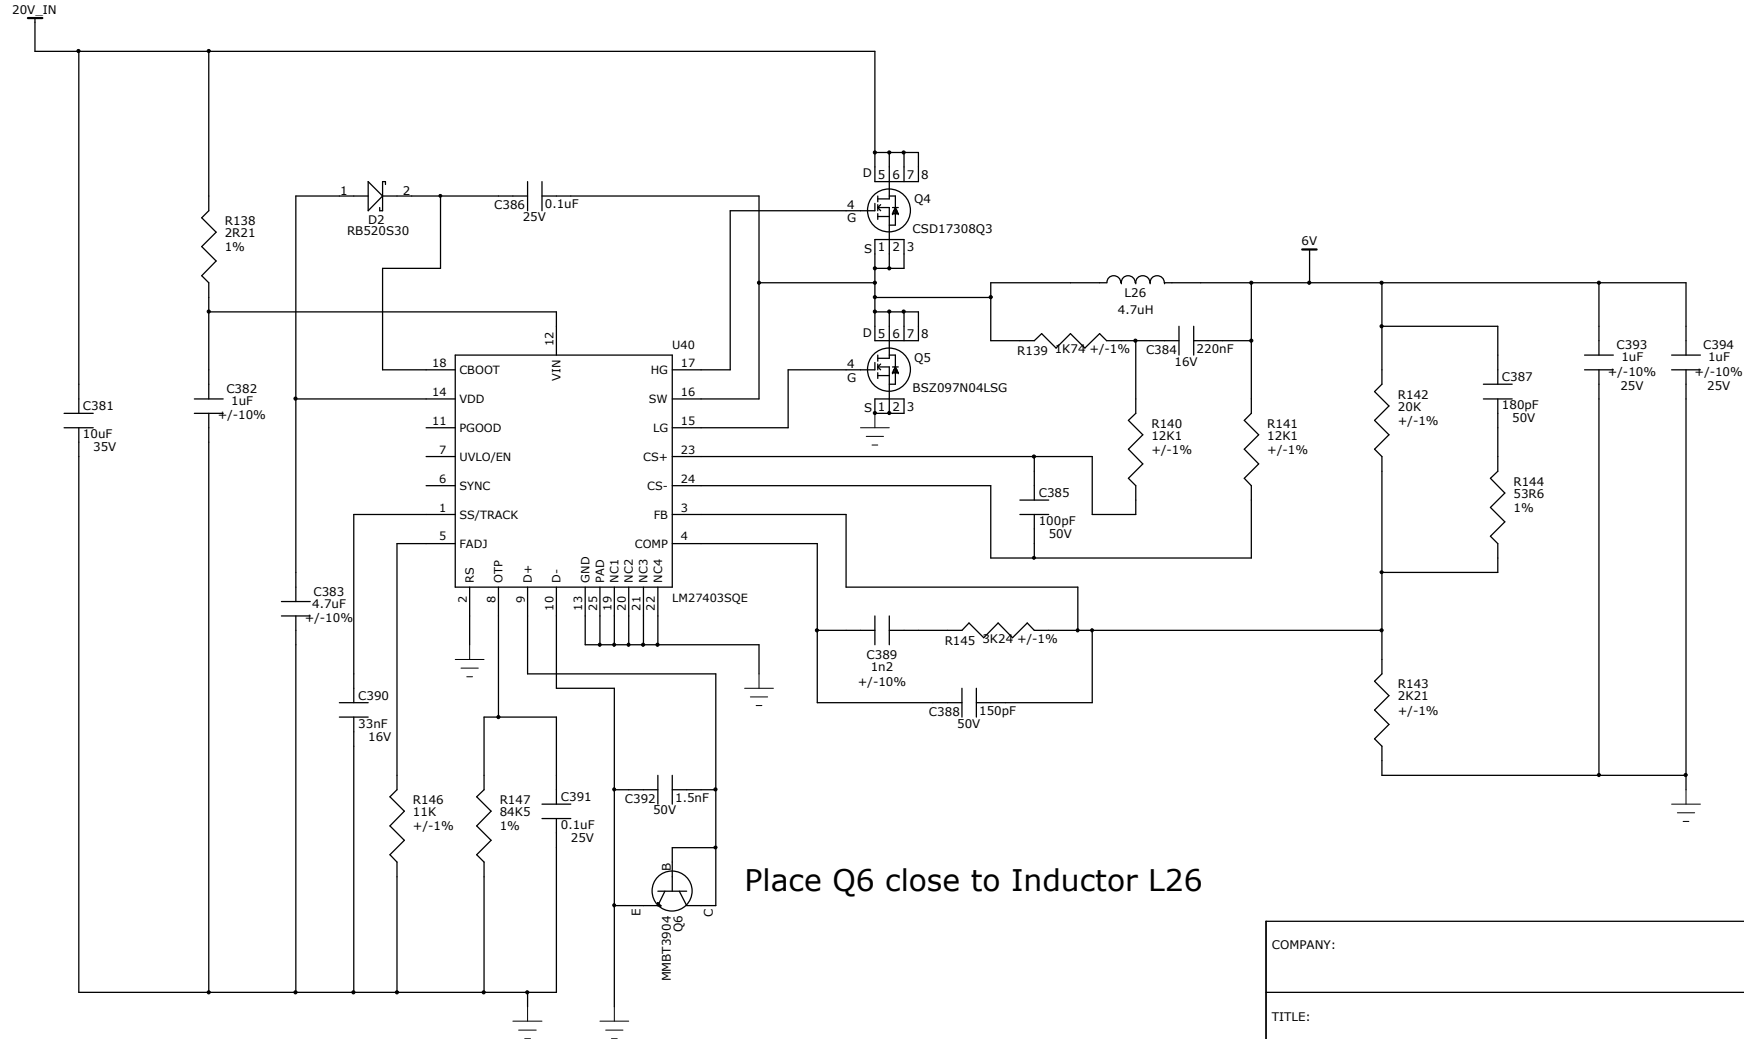 20V_IN
1
2
D2
RB520S30
C386
0.1uF
25V
R138
2R21
1%
D 5 6 7 8
4
G
Q4
CSD17308Q3
S 1 2 3
6V
L26
4.7uH
D 5 6 7 8
4
G
Q5
BSZ097N04LSG
S 1 2 3
R139 1K74 +/-1%
C384 220nF
16V
C393
1uF
+/-10%
25V
C394
1uF
+/-10%
25V
C381
10uF
35V
C382
1uF
+/-10%
U40
12
VIN
18 CBOOT
14 VDD
11 PGOOD
7 UVLO/EN
6 SYNC
1 SS/TRACK
5 FADJ
HG 17
SW 16
LG 15
CS+ 23
CS- 24
FB 3
COMP 4
RS
OTP
D+
D-
GND
PAD
NC1
NC2
NC3
NC4
2
8
9
10
13
25
19
20
21
22
LM27403SQE
R140
12K1
+/-1%
R141
12K1
+/-1%
R142
20K
+/-1%
C387
180pF
50V
R144
53R6
1%
C385
100pF
50V
C383
4.7uF
+/-10%
C389
1n2
+/-10%
R145 3K24 +/-1%
C388 150pF
50V
R143
2K21
+/-1%
C390
33nF
16V
R146
11K
+/-1%
R147
84K5
1%
C391
0.1uF
25V
C392 1.5nF
50V
B
E
C
MMBT3904
Q6
Place Q6 close to Inductor L26
COMPANY:
TITLE: